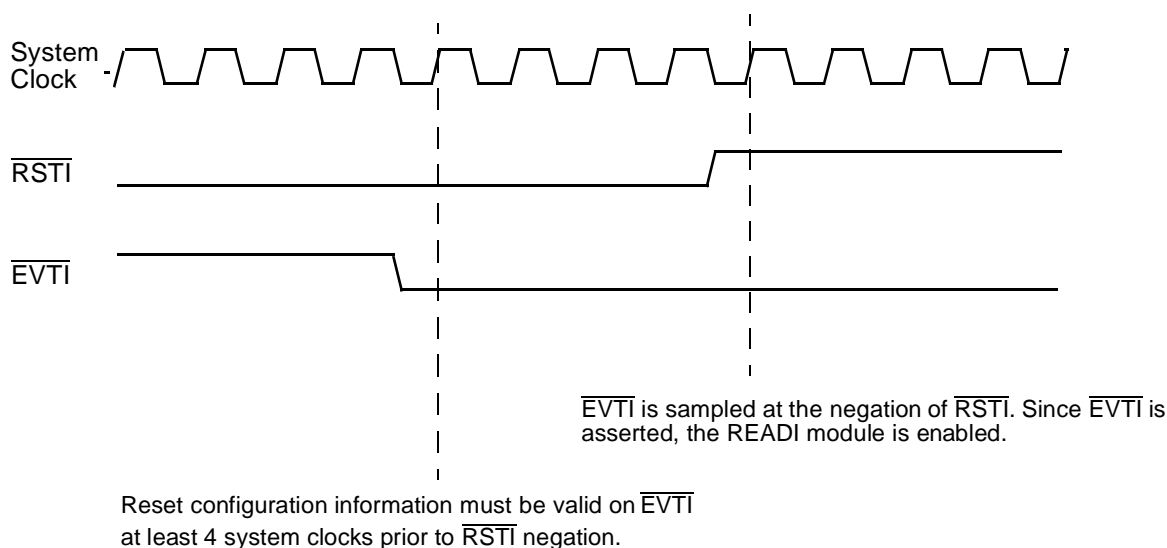 System
Clock
RSTI
EVTI
EVTI is sampled at the negation of RSTI. Since EVTI is
asserted, the READI module is enabled.
Reset configuration information must be valid on EVTI
at least 4 system clocks prior to RSTI negation.